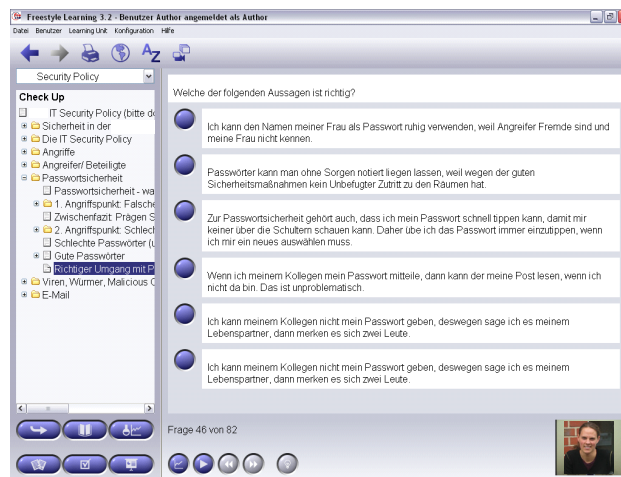 Freestyle Learning 3.2 - Benutzer Author angemeldet als Author
Datei Benutzer Learning Unit Konfiguration Hilfe
AZ
Security Policy
Check Up
IT Security Policy (bitte
Sicherheit in der
Die IT Security Policy
Angriffe
Angreifer/ Beteiligte
Passwortsicherheit
Passwortsicherheit - wa
1. Angriffspunkt: Falsche
Zwischenfazit: Prägen S
2. Angriffspunkt: Schlech
Schlechte Passwörter (u
Gute Passwörter
Richtiger Umgang mit P
Viren, Würmer, Malicious C
E-Mail
Welche der folgenden Aussagen ist richtig?
Ich kann den Namen meiner Frau als Passwort ruhig verwenden, weil Angreifer Fremde sind und
meine Frau nicht kennen.
Passwörter kann man ohne Sorgen notiert liegen lassen, weil wegen der guten
Sicherheitsmaßnahmen kein Unbefugter Zutritt zu den Räumen hat.
Zur Passwortsicherheit gehört auch, dass ich mein Passwort schnell tippen kann, damit mir
keiner über die Schultern schauen kann. Daher übe ich das Passwort immer einzutippen, wenn
ich mir ein neues auswählen muss.
Wenn ich meinem Kollegen mein Passwort mitteile, dann kann der meine Post lesen, wenn ich
nicht da bin. Das ist unproblematisch.
Ich kann meinem Kollegen nicht mein Passwort geben, deswegen sage ich es meinem
Lebenspartner, dann merken es sich zwei Leute.
Ich kann meinem Kollegen nicht mein Passwort geben, deswegen sage ich es meinem
Lebenspartner, dann merken es sich zwei Leute.
Frage 46 von 82